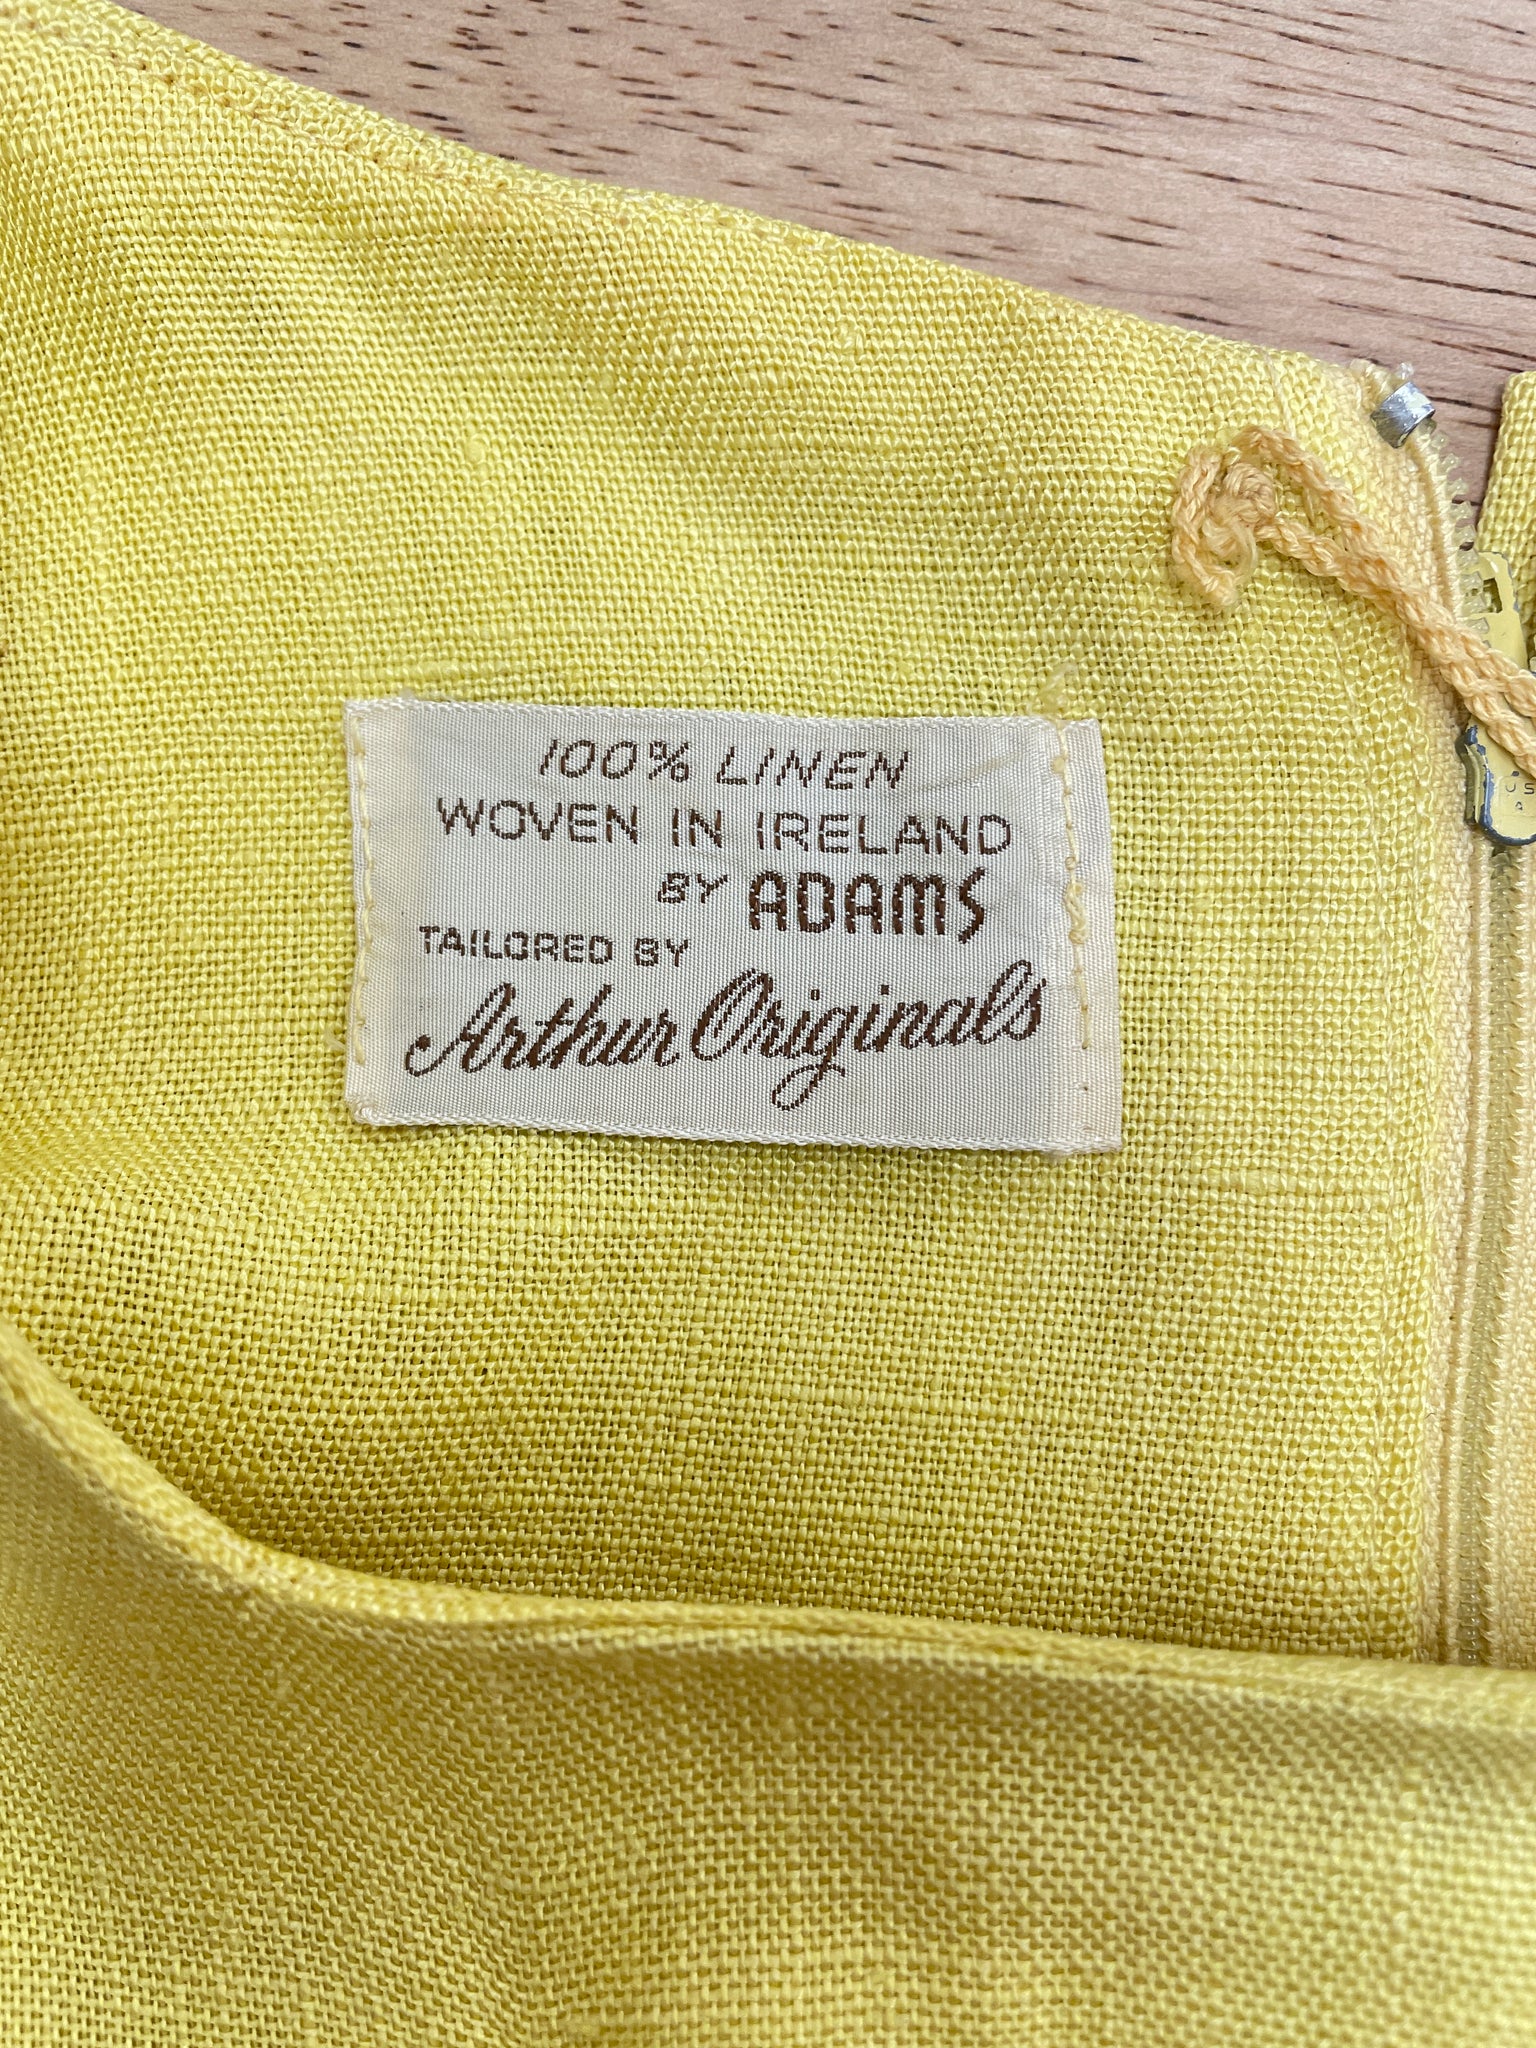 100% LINEN
WOVEN IN IRELAND
BY ADAMS
TAILORED BY
Arthur Originals